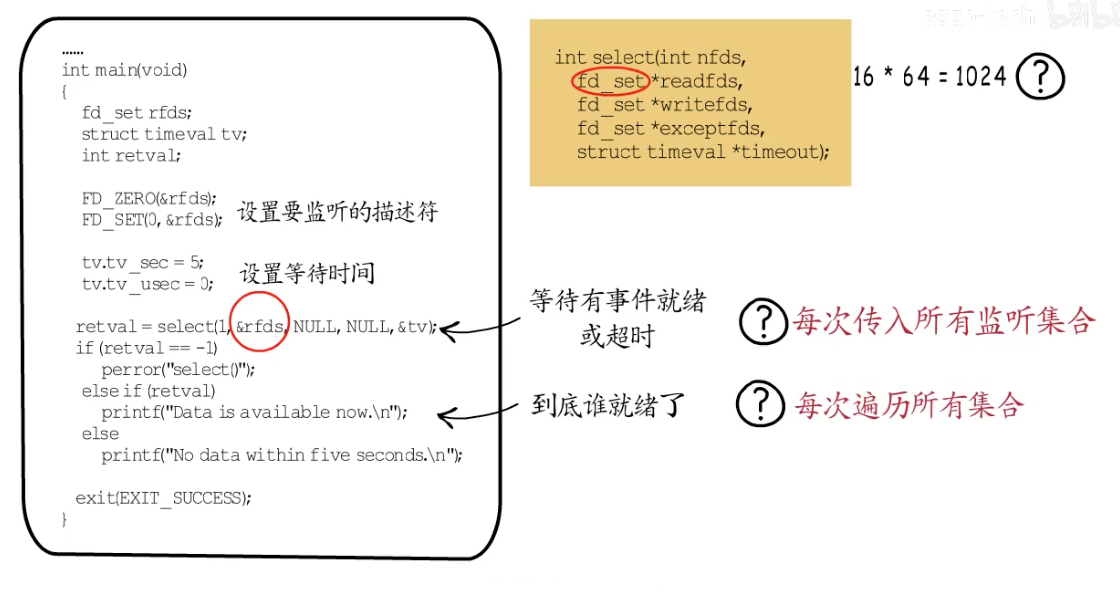 ......
int main(void)
{
fd_set rfds;
struct timeval tv;
int retval;
FD_ZERO(&rfds);
FD_SET(0, &rfds);
设置要监听的描述符
tv.tv_sec = 5;
tv.tv_usec = 0;
设置等待时间
retval = select(1, &rfds, NULL, NULL, &tv);
if (retval == -1)
perror("select()");
else if (retval)
printf("Data is available now.\n");
else
printf("No data within five seconds.\n");
exit(EXIT_SUCCESS);
}
int select(int nfds,
fd_set *readfds,
fd_set *writefds,
fd_set *exceptfds,
struct timeval *timeout);
16 * 64 = 1024 ?
等待有事件就绪
或超时
? 每次传入所有监听集合
到底谁就绪了
? 每次遍历所有集合